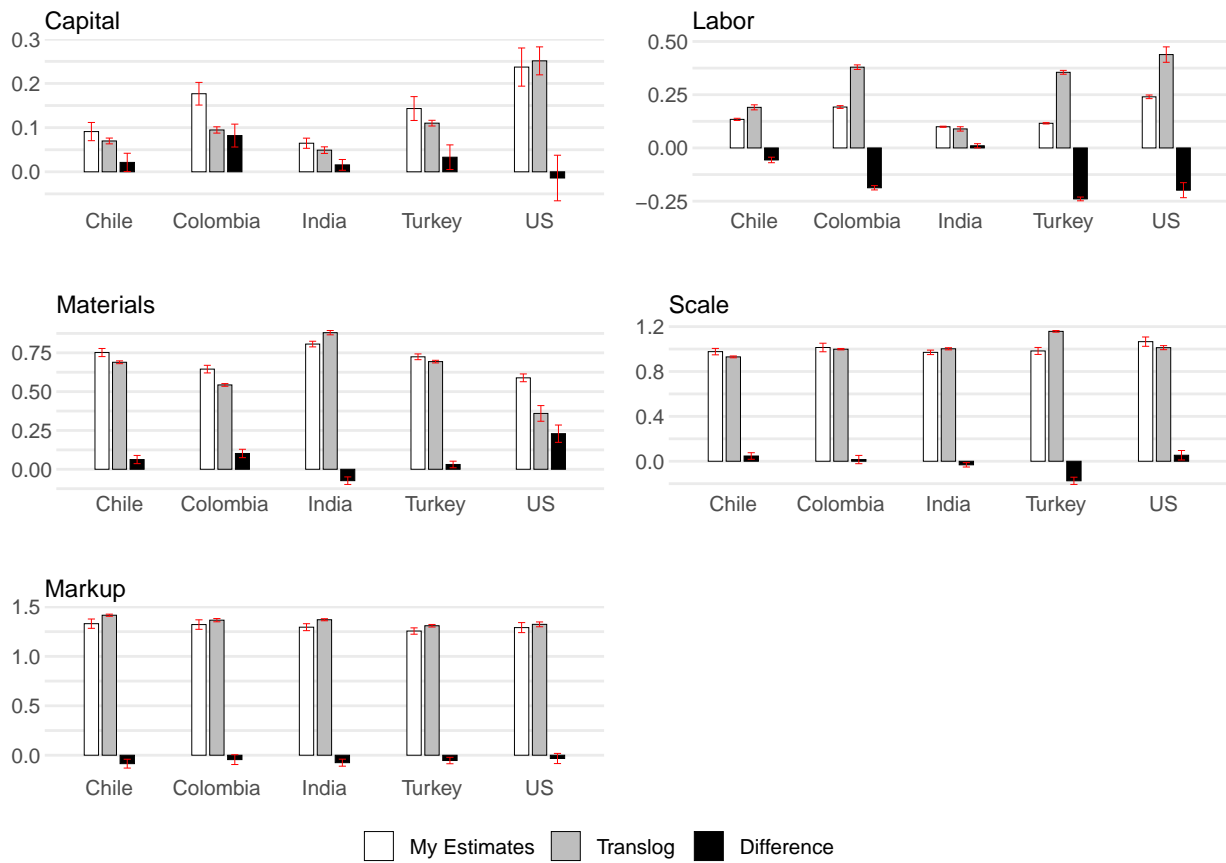 Capital
0.3
0.2
0.1
0.0
Chile Colombia India Turkey US
Labor
0.50
0.25
0.00
−0.25
Chile Colombia India Turkey US
Materials
0.75
0.50
0.25
0.00
Chile Colombia India Turkey US
Scale
1.2
0.8
0.4
0.0
Chile Colombia India Turkey US
Markup
1.5
1.0
0.5
0.0
Chile Colombia India Turkey US
My Estimates Translog Difference